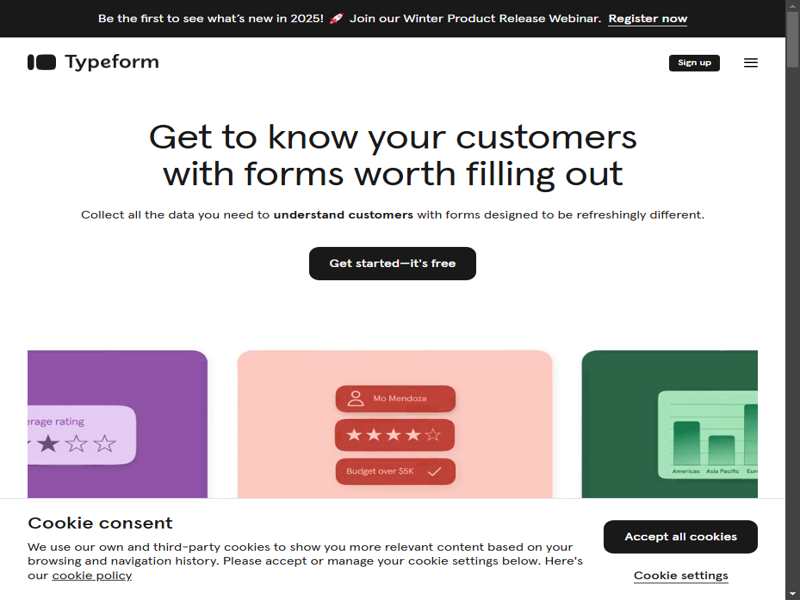 Be the first to see what’s new in 2025! 🚀 Join our Winter Product Release Webinar. Register now
Typeform
Sign up
Get to know your customers
with forms worth filling out
Collect all the data you need to understand customers with forms designed to be refreshingly different.
Get started—it's free
rating
Mo Mendoza
Budget over $5K
Americas Asia Pacific
Cookie consent
We use our own and third-party cookies to show you more relevant content based on your
browsing and navigation history. Please accept or manage your cookie settings below. Here's
our cookie policy
Accept all cookies
Cookie settings